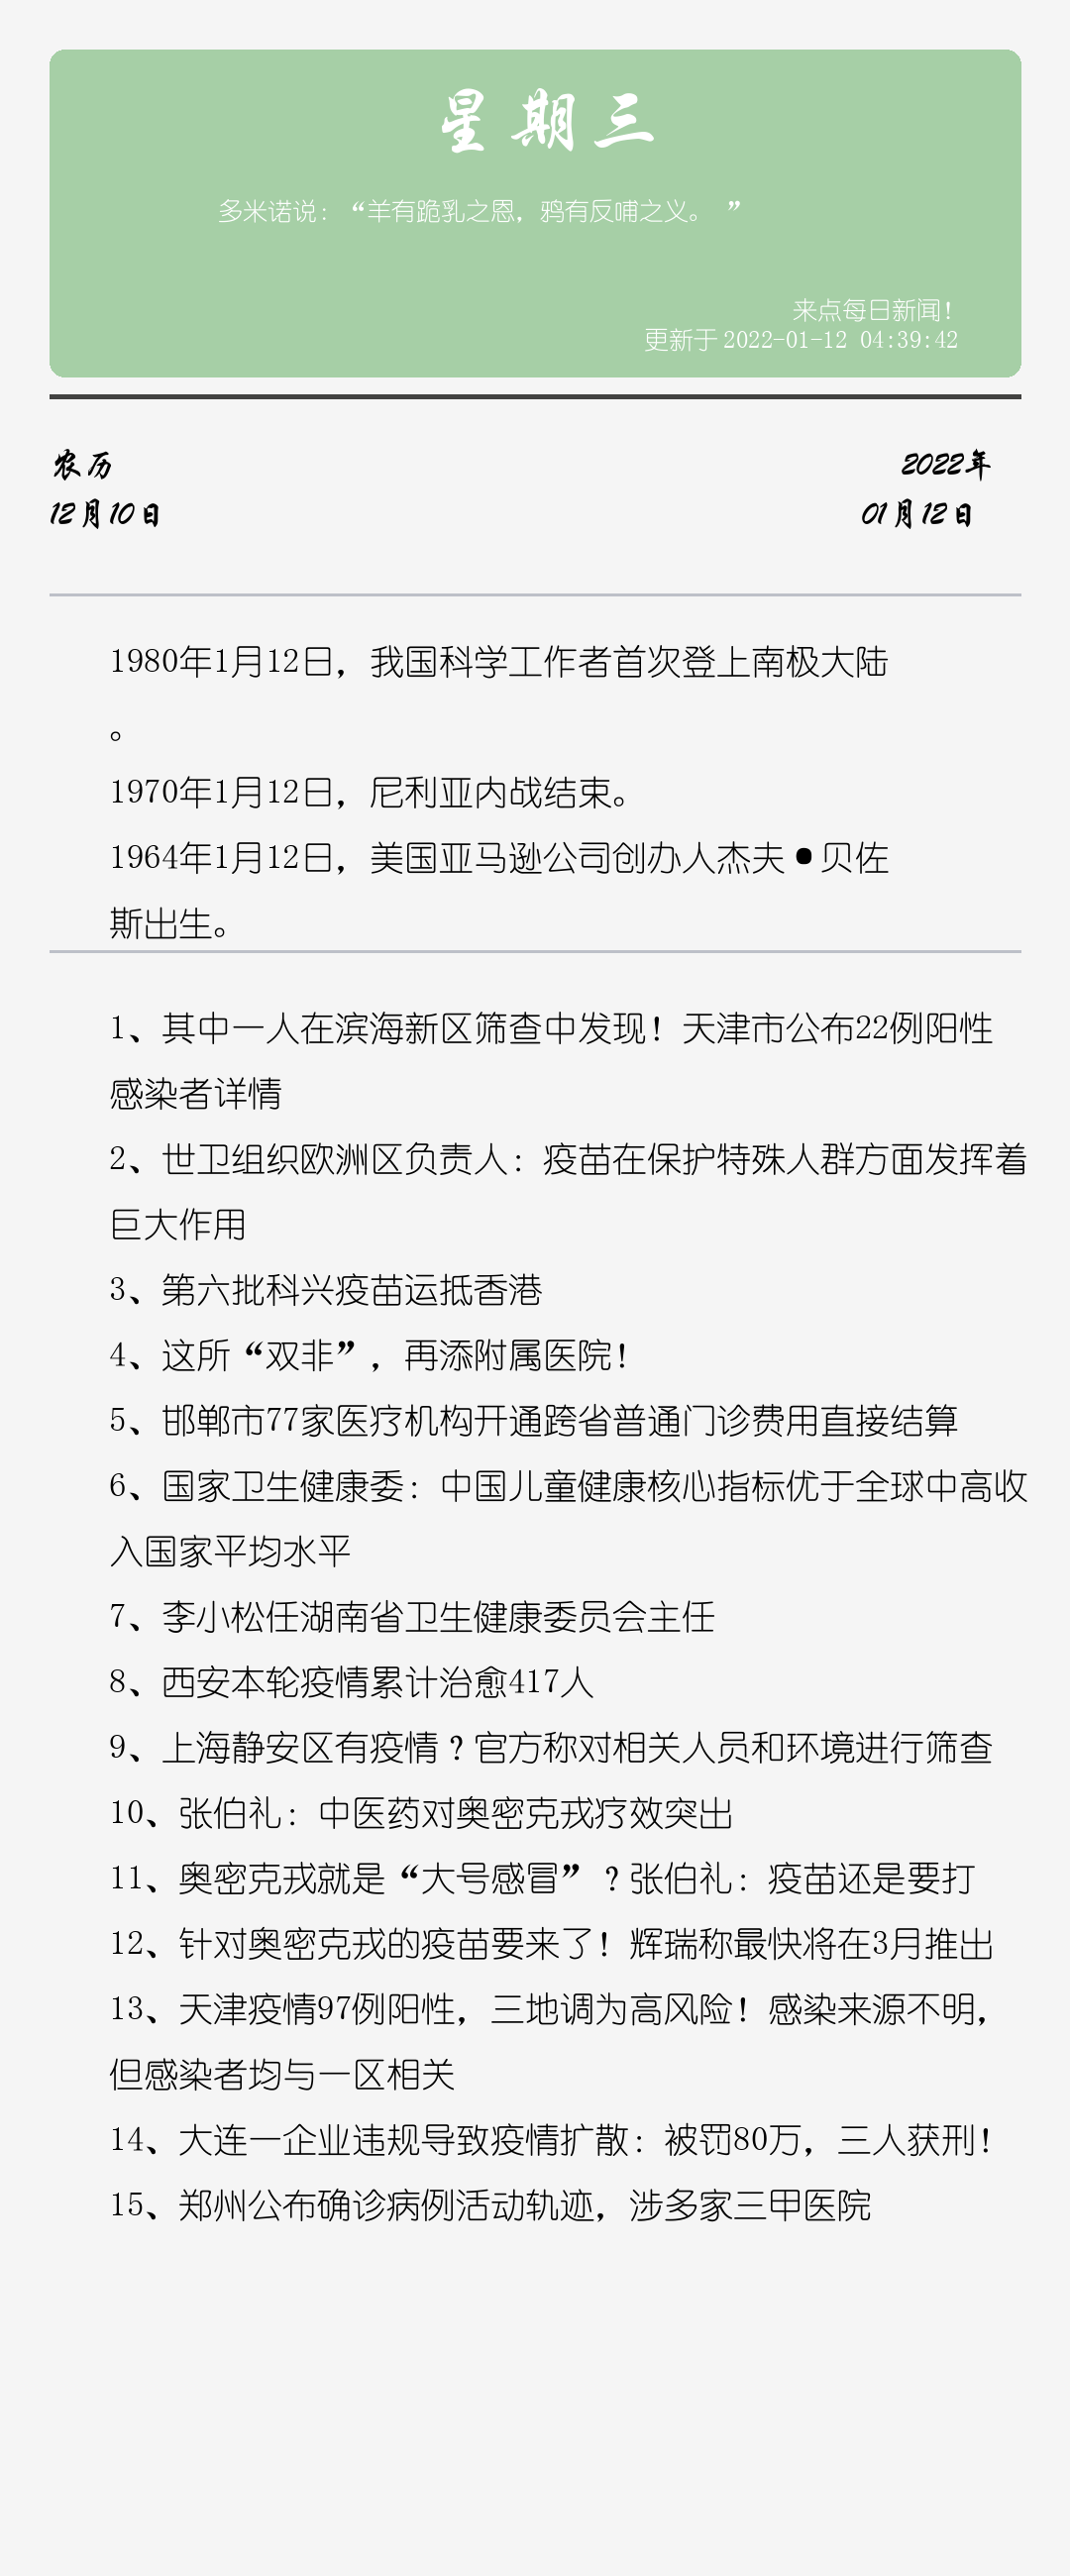 星期三
多米诺说：“羊有跪乳之恩，鸦有反哺之义。 ”
来点每日新闻！
更新于 2022-01-12 04:39:42
农历
2022年
12月10日
01月12日
1980年1月12日，我国科学工作者首次登上南极大陆
。
1970年1月12日，尼利亚内战结束。
1964年1月12日，美国亚马逊公司创办人杰夫•贝佐
斯出生。
1、其中一人在滨海新区筛查中发现！天津市公布22例阳性
感染者详情
2、世卫组织欧洲区负责人：疫苗在保护特殊人群方面发挥着
巨大作用
3、第六批科兴疫苗运抵香港
4、这所“双非”，再添附属医院！
5、邯郸市77家医疗机构开通跨省普通门诊费用直接结算
6、国家卫生健康委：中国儿童健康核心指标优于全球中高收
入国家平均水平
7、李小松任湖南省卫生健康委员会主任
8、西安本轮疫情累计治愈417人
9、上海静安区有疫情？官方称对相关人员和环境进行筛查
10、张伯礼：中医药对奥密克戎疗效突出
11、奥密克戎就是“大号感冒”？张伯礼：疫苗还是要打
12、针对奥密克戎的疫苗要来了！辉瑞称最快将在3月推出
13、天津疫情97例阳性，三地调为高风险！感染来源不明，
但感染者均与一区相关
14、大连一企业违规导致疫情扩散：被罚80万，三人获刑！
15、郑州公布确诊病例活动轨迹，涉多家三甲医院